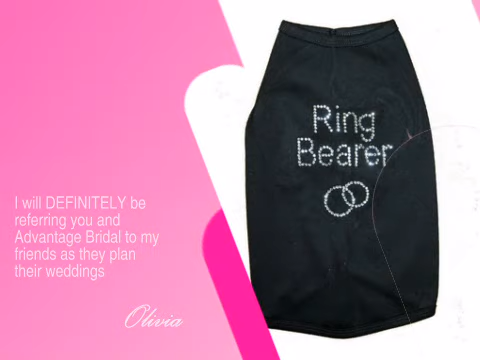 Ring
Bearer
I will DEFINITELY be
referring you and
Advantage Bridal to my
friends as they plan
their weddings
Olivia